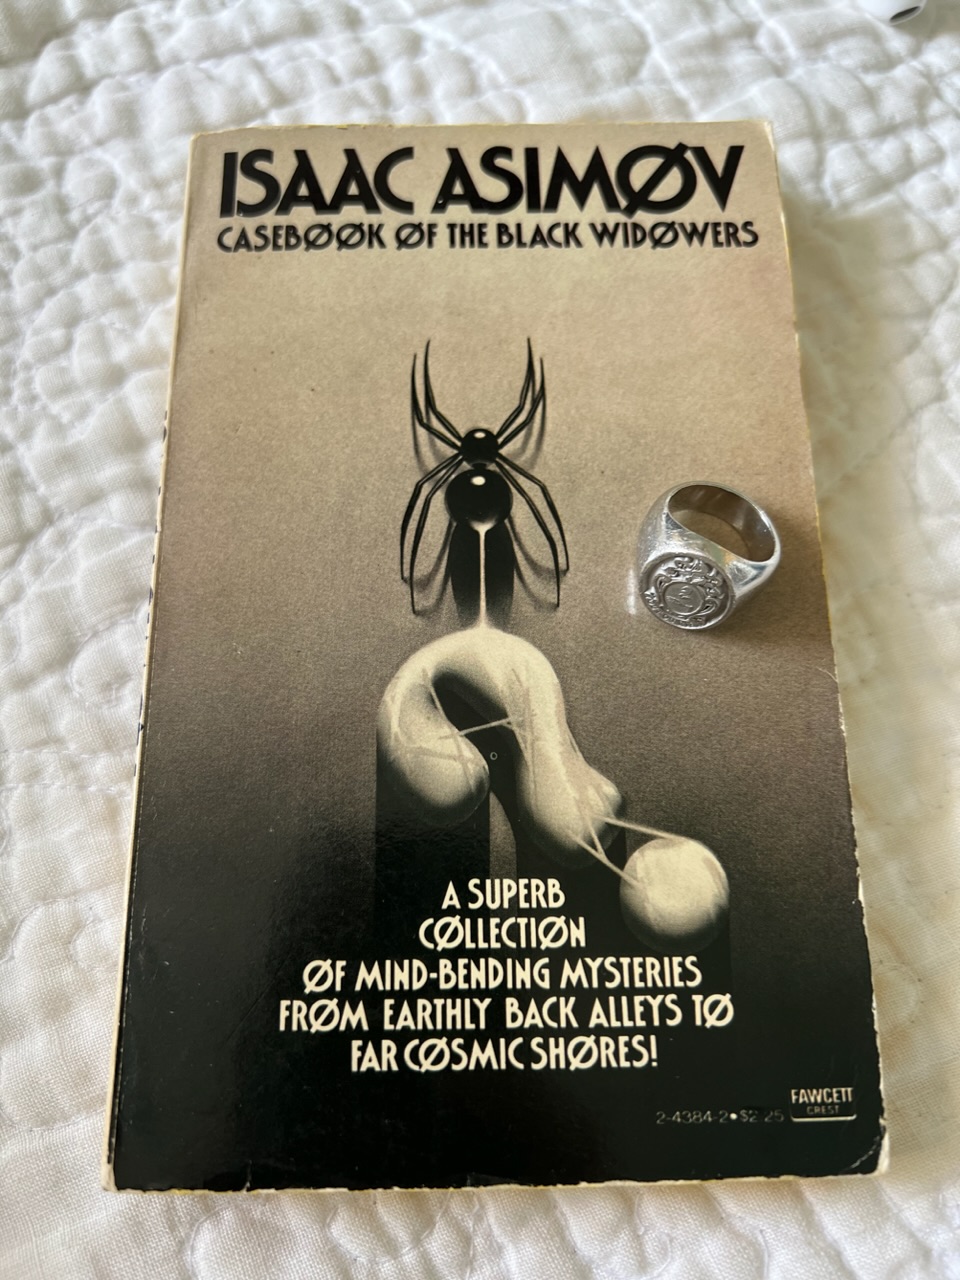 ISAAC ASIMØV
CASEBØØK ØF THE BLACK WIDØWERS
A SUPERB
CØLLECTIØN
ØF MIND-BENDING MYSTERIES
FRØM EARTHLY BACK ALLEYS TØ
FAR CØSMIC SHØRES!
FAWCETT
CREST
2-4384-2•$2.25